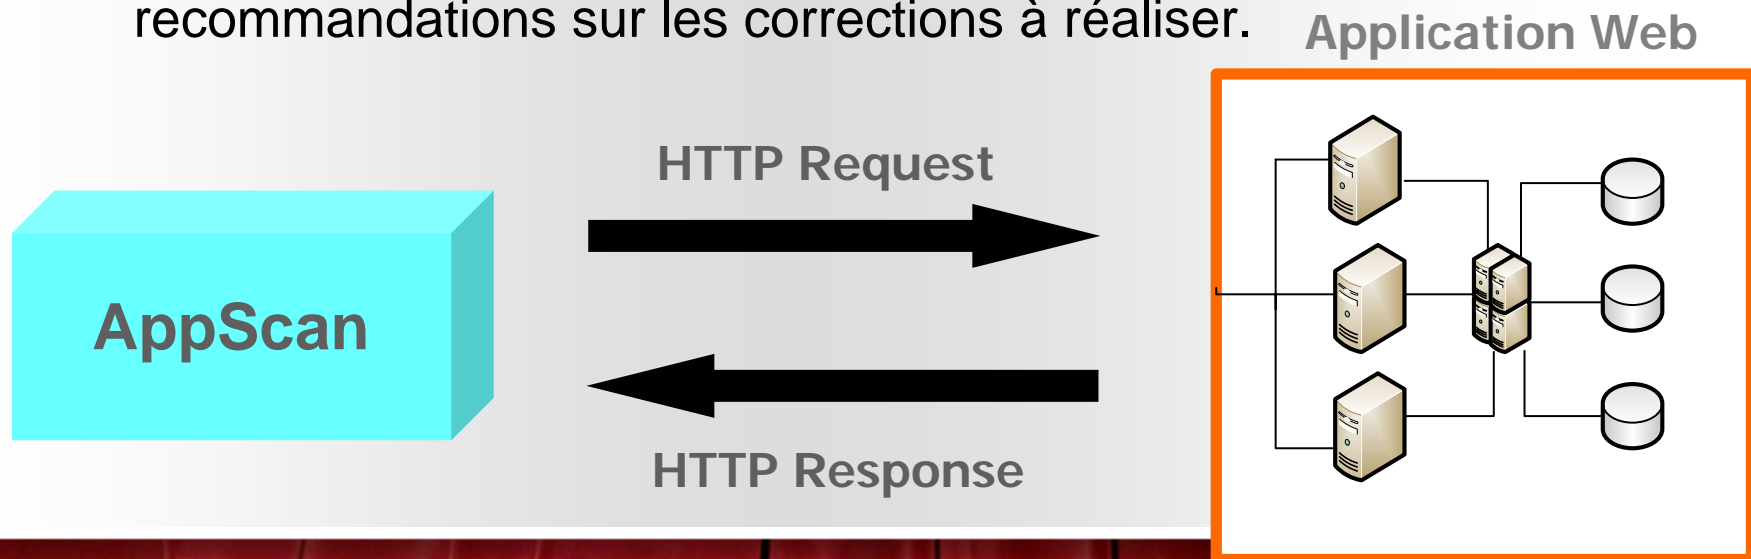 recommandations sur les corrections à réaliser.
Application Web
HTTP Request
AppScan
HTTP Response